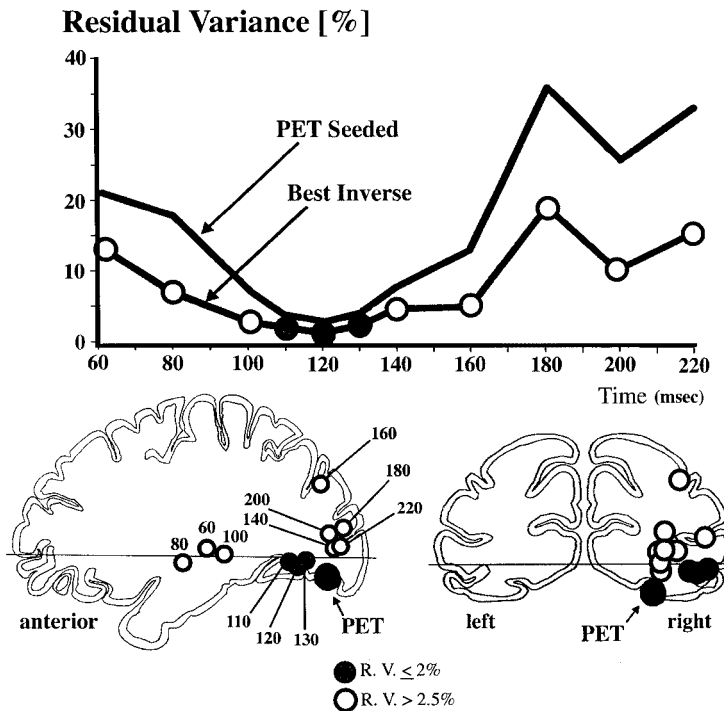 Residual Variance [%]
40
35
30
20
10
0
PET Seeded
Best Inverse
60 80 100 120 140 160 180 200 220
Time (msec)
160
180
200
220
140
60
100
80
anterior
110
120
130
PET
left
PET
right
R. V. ≤ 2%
R. V. > 2.5%